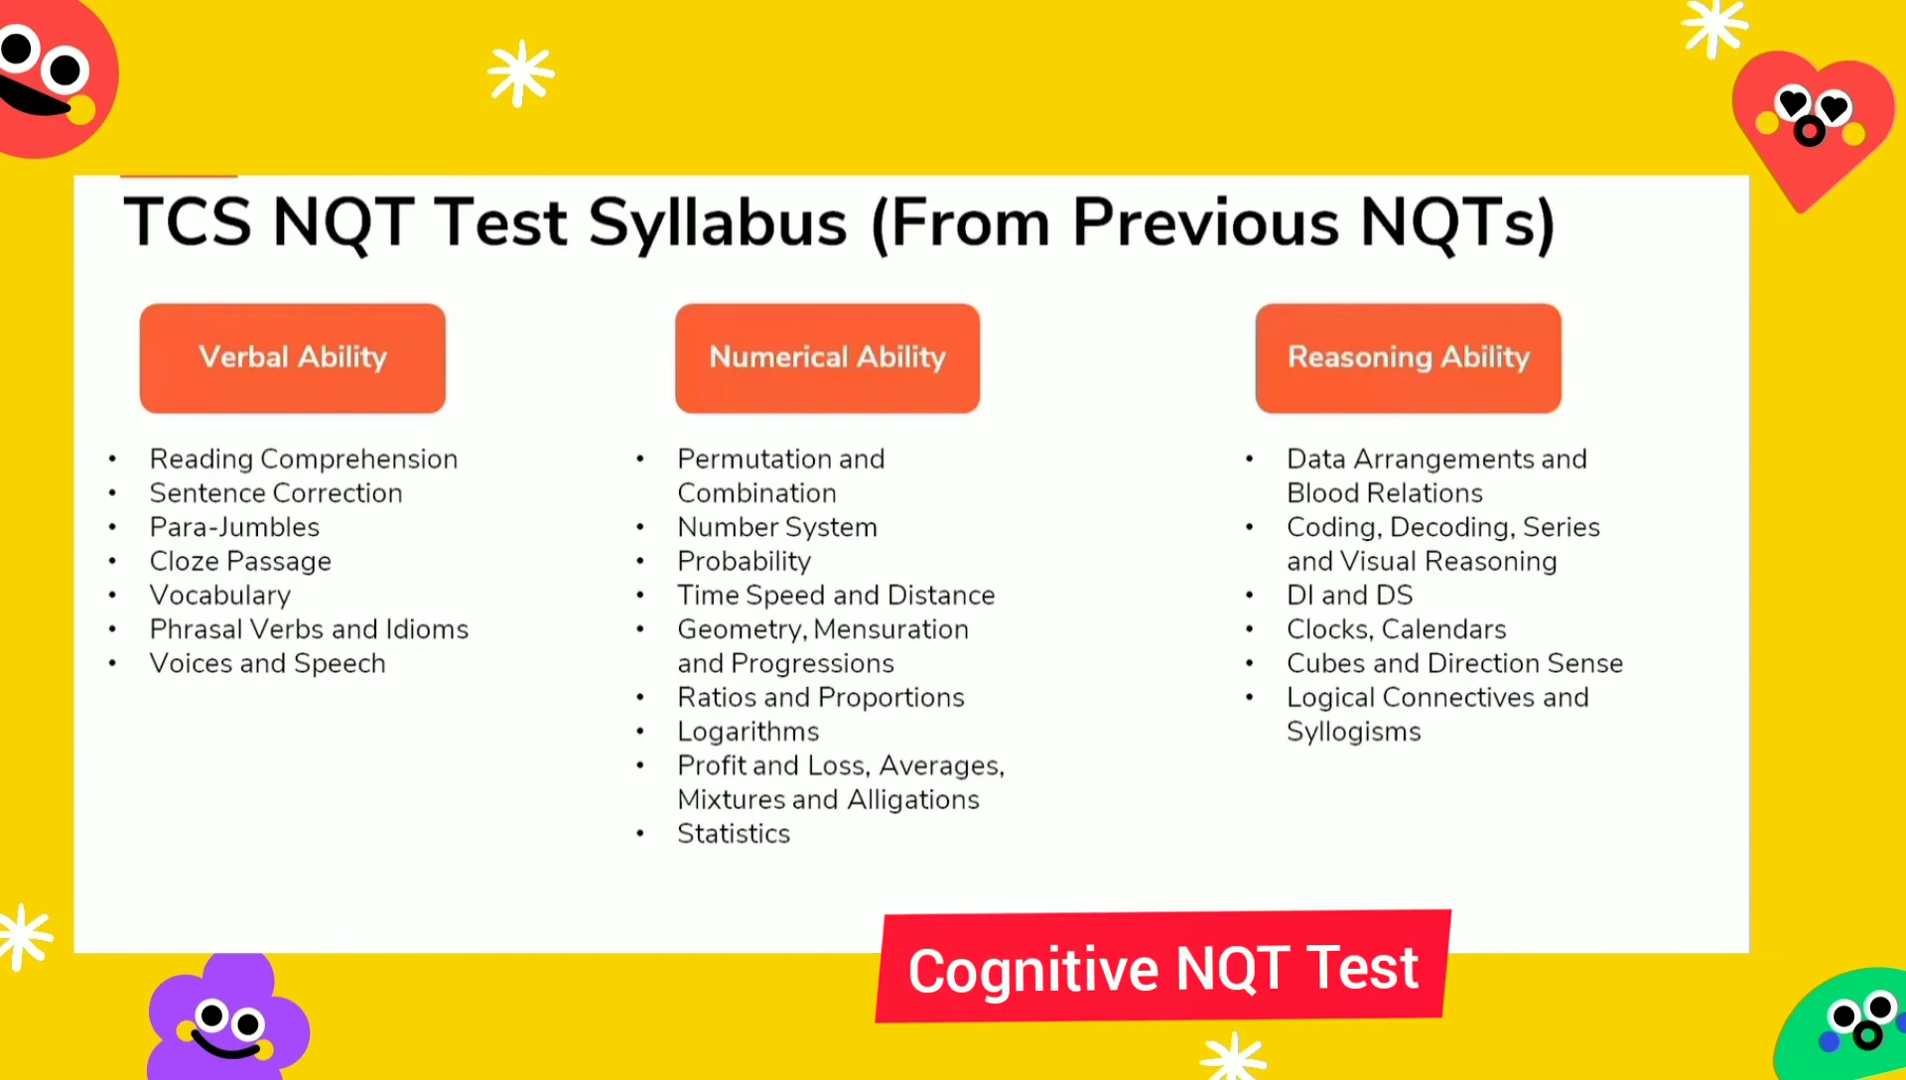 TCS NQT Test Syllabus (From Previous NQTs)
Verbal Ability
• Reading Comprehension
• Sentence Correction
• Para-Jumbles
• Cloze Passage
• Vocabulary
• Phrasal Verbs and Idioms
• Voices and Speech
Numerical Ability
• Permutation and
Combination
• Number System
• Probability
• Time Speed and Distance
• Geometry, Mensuration
and Progressions
• Ratios and Proportions
• Logarithms
• Profit and Loss, Averages,
Mixtures and Alligations
• Statistics
Reasoning Ability
• Data Arrangements and
Blood Relations
• Coding, Decoding, Series
and Visual Reasoning
• DI and DS
• Clocks, Calendars
• Cubes and Direction Sense
• Logical Connectives and
Syllogisms
Cognitive NQT Test